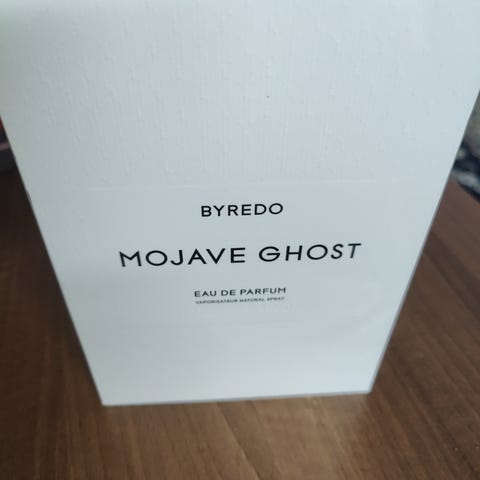 BYREDO
MOJAVE GHOST
EAU DE PARFUM
VAPORISATEUR NATURAL SPRAY